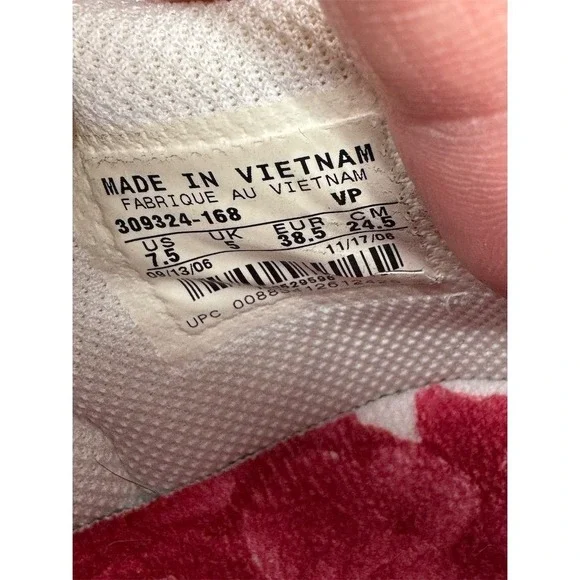 MADE IN VIETNAM
FABRIQUE AU VIETNAM
309324-168 VP
US UK EUR CM
7.5 5 38.5 24.5
09/13/06 11/17/06
UPC